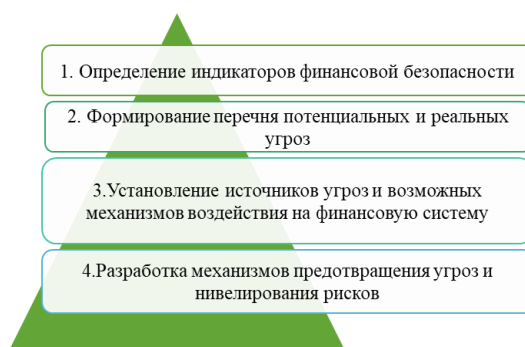 1. Определение индикаторов финансовой безопасности
2. Формирование перечня потенциальных и реальных
угроз
3.Установление источников угроз и возможных
механизмов воздействия на финансовую систему
4.Разработка механизмов предотвращения угроз и
нивелирования рисков